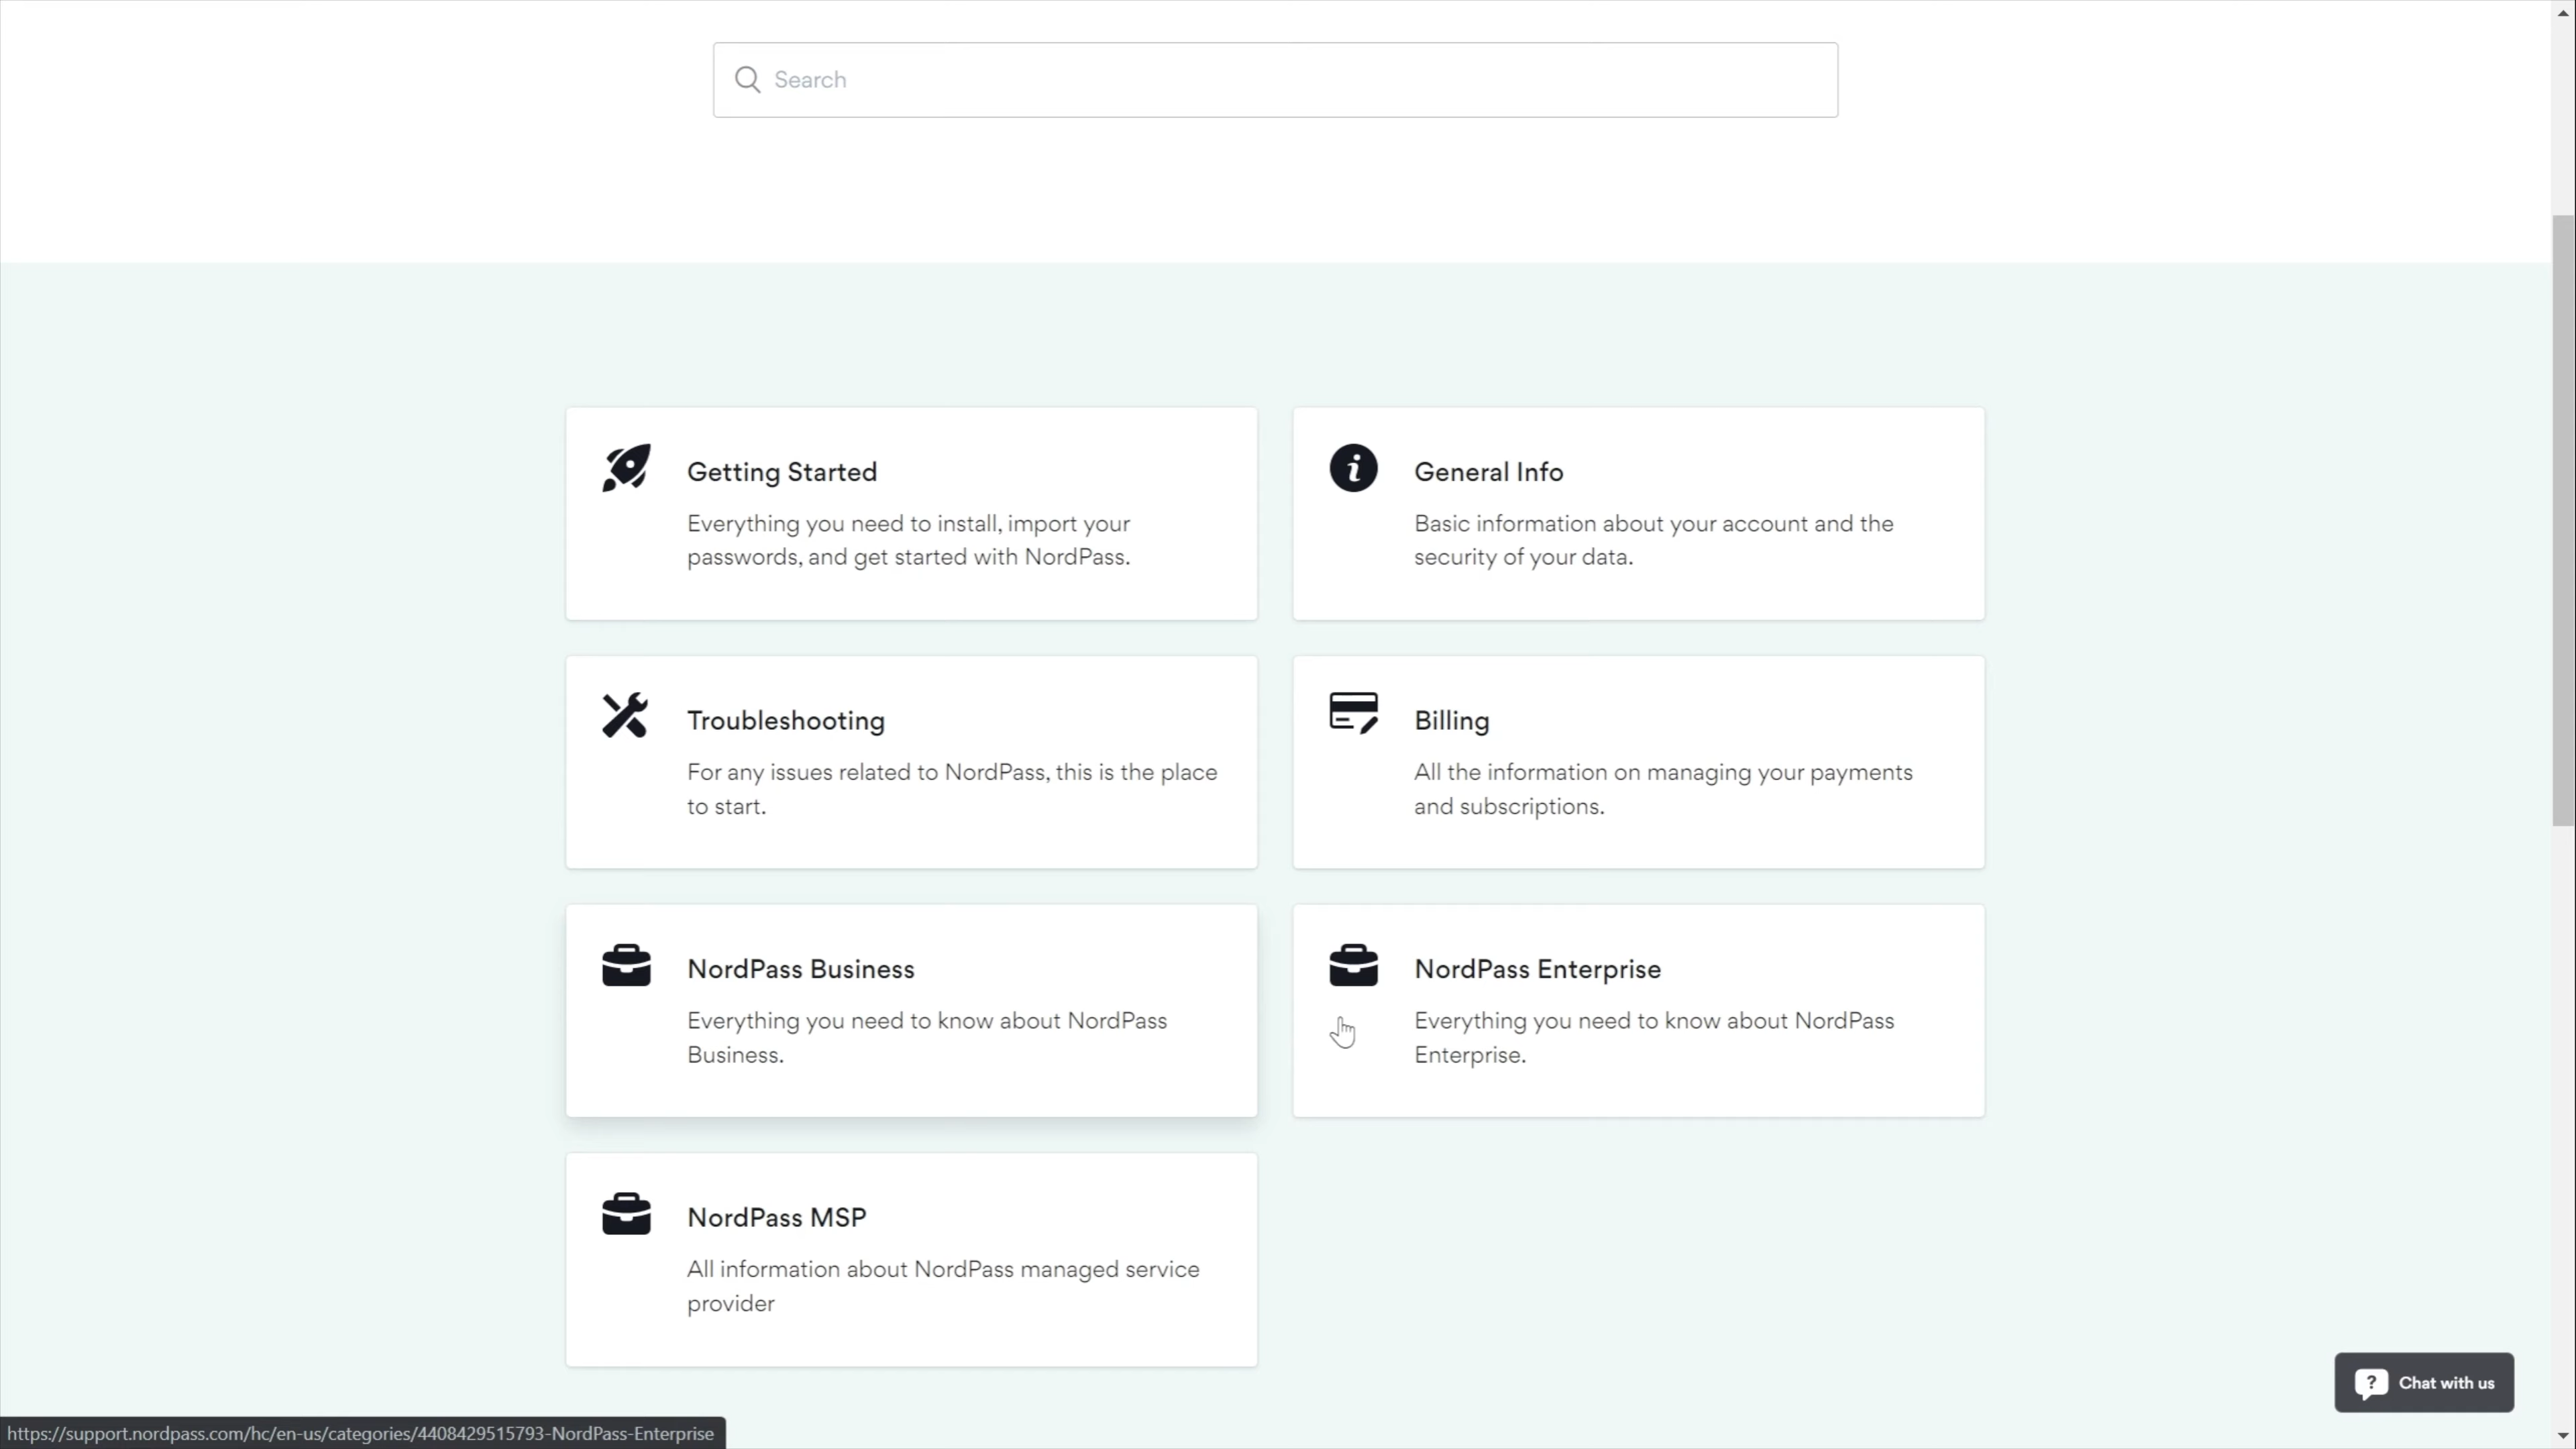 Search
Getting Started
Everything you need to install, import your
passwords, and get started with NordPass.
General Info
Basic information about your account and the
security of your data.
Troubleshooting
For any issues related to NordPass, this is the place
to start.
Billing
All the information on managing your payments
and subscriptions.
NordPass Business
Everything you need to know about NordPass
Business.
NordPass Enterprise
Everything you need to know about NordPass
Enterprise.
NordPass MSP
All information about NordPass managed service
provider
Chat with us
https://support.nordpass.com/hc/en-us/categories/4408429515793-NordPass-Enterprise